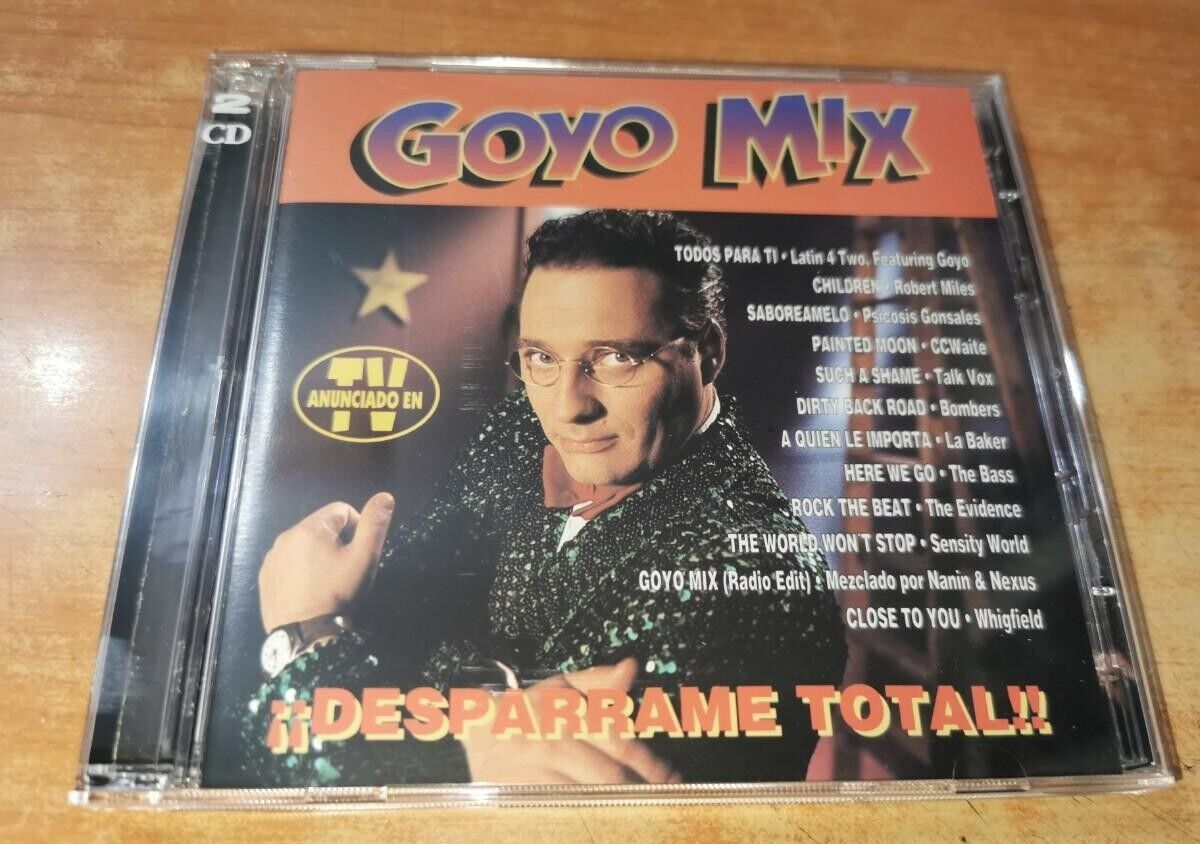 2
CD
GOYO MIX
TODOS PARA TI • Latin 4 Two. Featuring Goyo
CHILDREN • Robert Miles
SABOREAMELO • Psicosis Gonsales
PAINTED MOON • CCWaite
SUCH A SHAME • Talk Vox
DIRTY BACK ROAD • Bombers
A QUIEN LE IMPORTA • La Baker
HERE WE GO • The Bass
ROCK THE BEAT • The Evidence
THE WORLD WON'T STOP • Sensity World
GOYO MIX (Radio Edit) • Mezclado por Nanin & Nexus
CLOSE TO YOU • Whigfield
ANUNCIADO EN
TV
¡¡DESPARRAME TOTAL!!